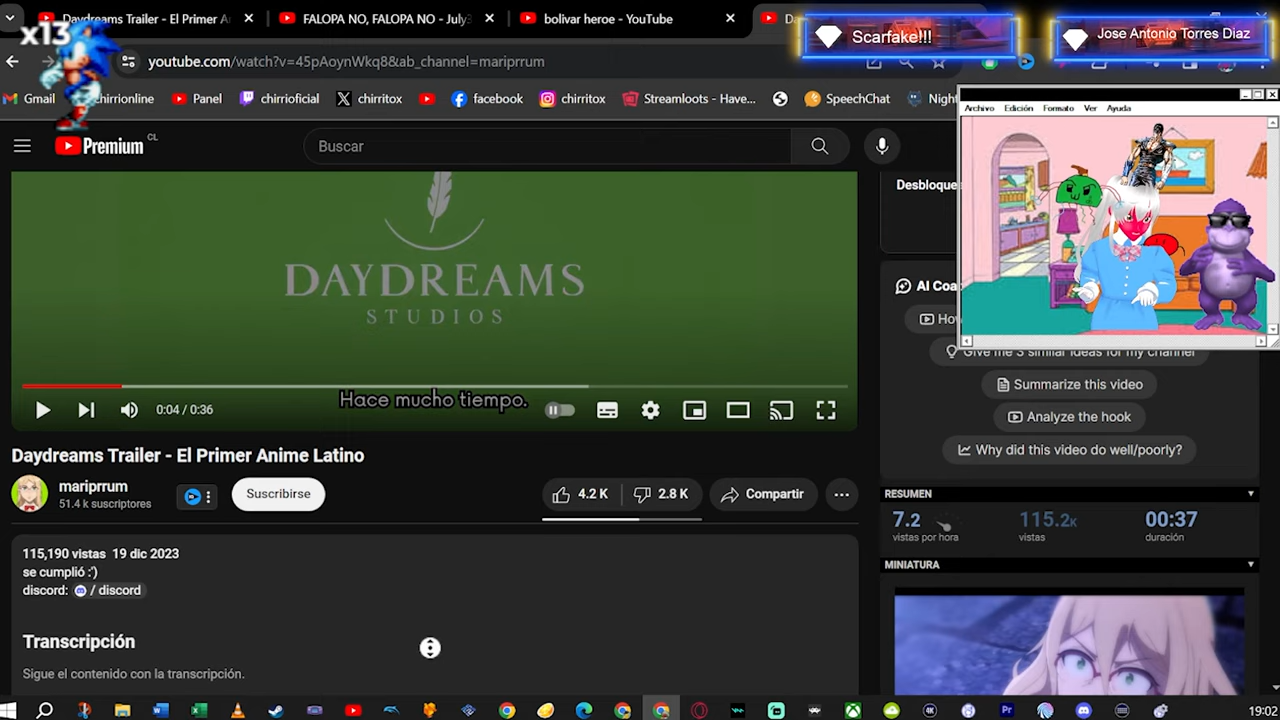 x13
Daydreams Trailer - El Primer A
FALOPA NO, FALOPA NO - July3
bolivar heroe - YouTube
Da
Scarfake!!!
Jose Antonio Torres Diaz
youtube.com/watch?v=45pAoynWkq8&ab_channel=mariprrum
Gmail
chirrionline
Panel
chirrioficial
chirritox
facebook
chirritox
Streamloots - Have...
SpeechChat
Night
Archivo Edición Formato Ver Ayuda
Premium CL
Buscar
Desbloque
DAYDREAMS
STUDIOS
AI Coa
How
Give me 3 similar ideas for my channel
Summarize this video
Analyze the hook
Why did this video do well/poorly?
Hace mucho tiempo.
0:04 / 0:36
Daydreams Trailer - El Primer Anime Latino
mariprrum
51.4 k suscriptores
Suscribirse
4.2 K
2.8 K
Compartir
RESUMEN
7.2
vistas por hora
115.2K
vistas
00:37
duración
115,190 vistas 19 dic 2023
se cumplió :')
discord: / discord
MINIATURA
Transcripción
Sigue el contenido con la transcripción.
19:02